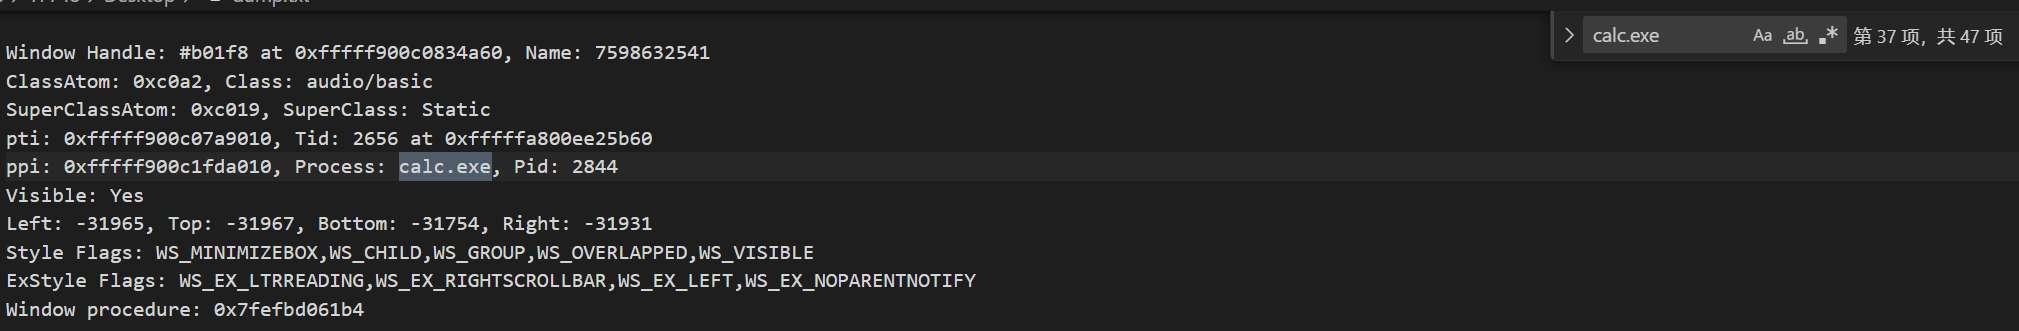 Desktop
dump.txt
calc.exe
Aa
ab
第 37 项，共 47 项
Window Handle: #b01f8 at 0xfffff900c0834a60, Name: 7598632541
ClassAtom: 0xc0a2, Class: audio/basic
SuperClassAtom: 0xc019, SuperClass: Static
pti: 0xfffff900c07a9010, Tid: 2656 at 0xfffffa800ee25b60
ppi: 0xfffff900c1fda010, Process: calc.exe, Pid: 2844
Visible: Yes
Left: -31965, Top: -31967, Bottom: -31754, Right: -31931
Style Flags: WS_MINIMIZEBOX,WS_CHILD,WS_GROUP,WS_OVERLAPPED,WS_VISIBLE
ExStyle Flags: WS_EX_LTRREADING,WS_EX_RIGHTSCROLLBAR,WS_EX_LEFT,WS_EX_NOPARENTNOTIFY
Window procedure: 0x7fefbd061b4